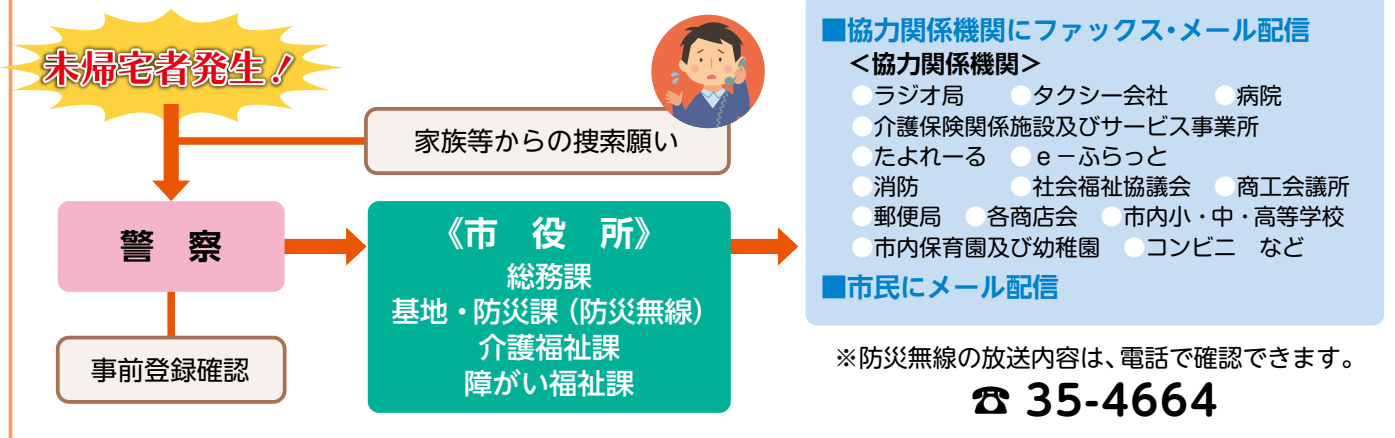 未帰宅者発生!
家族等からの捜索願い
警 察
事前登録確認
《市 役 所》
総務課
基地・防災課(防災無線)
介護福祉課
障がい福祉課
■協力関係機関にファックス・メール配信
<協力関係機関>
●ラジオ局 ●タクシー会社 ●病院
●介護保険関係施設及びサービス事業所
●たよれーる ●e-ふらっと
●消防 ●社会福祉協議会 ●商工会議所
●郵便局 ●各商店会 ●市内小・中・高等学校
●市内保育園及び幼稚園 ●コンビニ など
■市民にメール配信
※防災無線の放送内容は、電話で確認できます。
☎ 35-4664